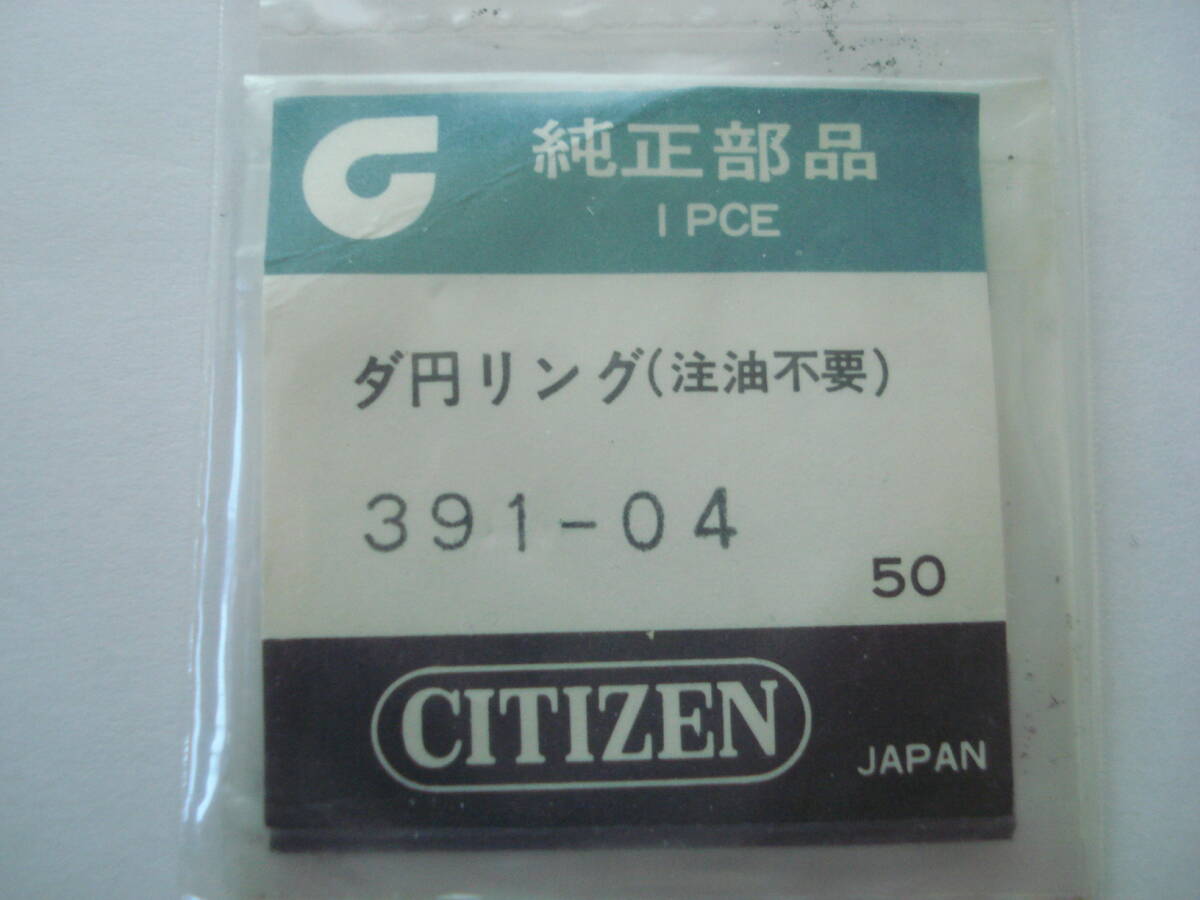 純正部品
1 PCE
ダ円リング(注油不要)
391-04
50
CITIZEN
JAPAN